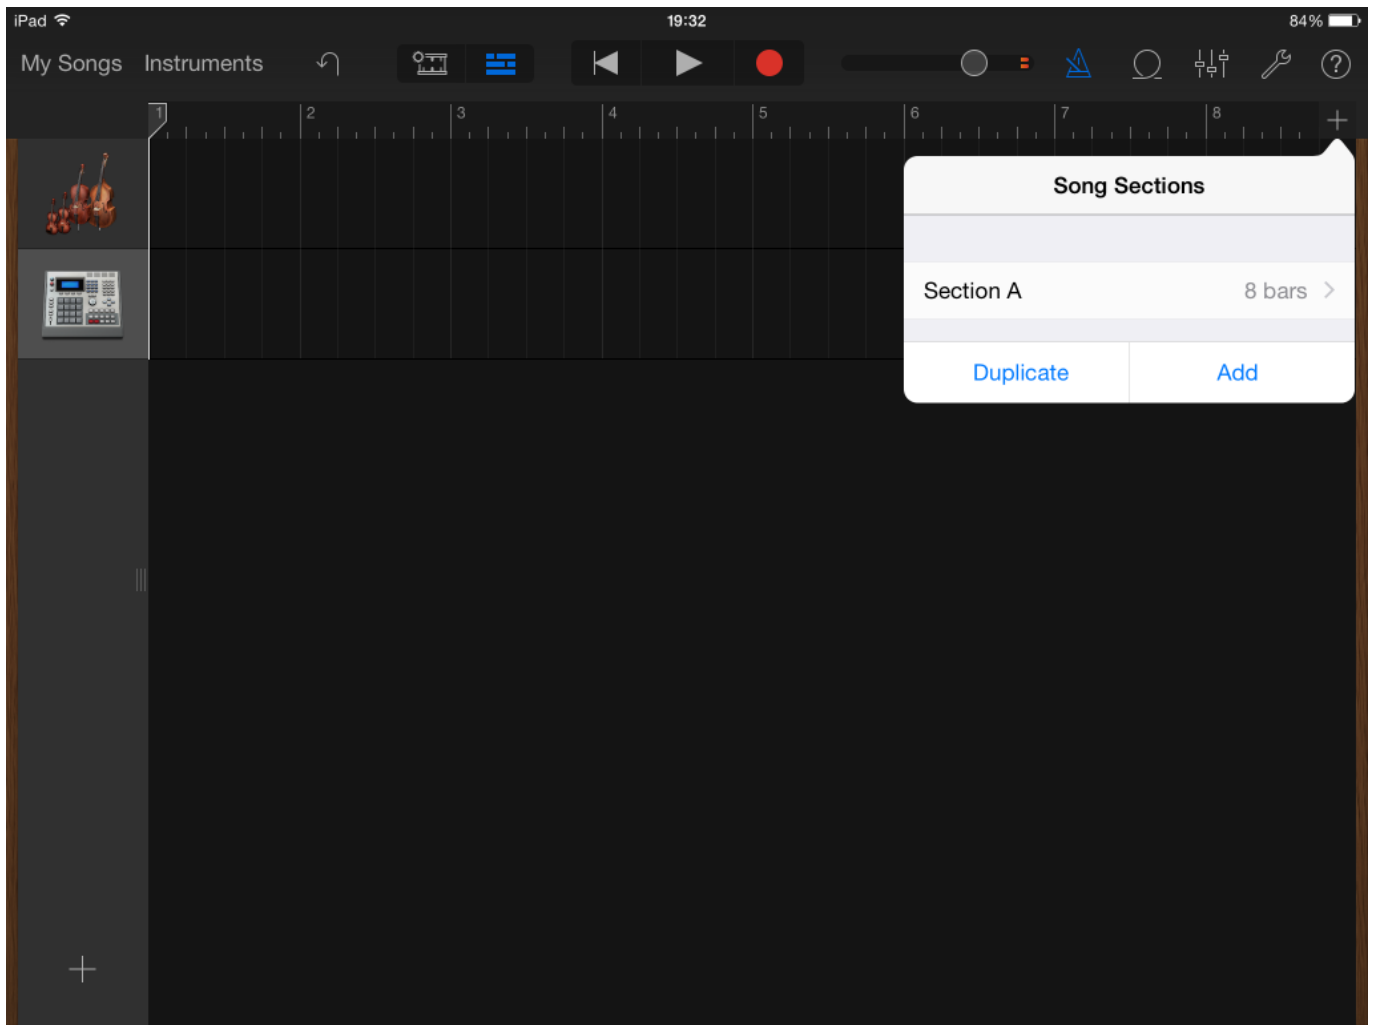 iPad 19:32 84%
My Songs Instruments ?
1 2 3 4 5 6 7 8
Song Sections
Section A 8 bars
Duplicate Add